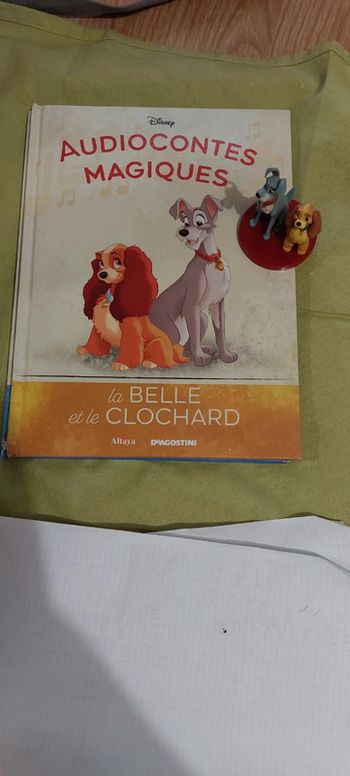 Disney
AUDIOCONTES
MAGIQUES
la BELLE
et le CLOCHARD
Altaya DeAGOSTINI